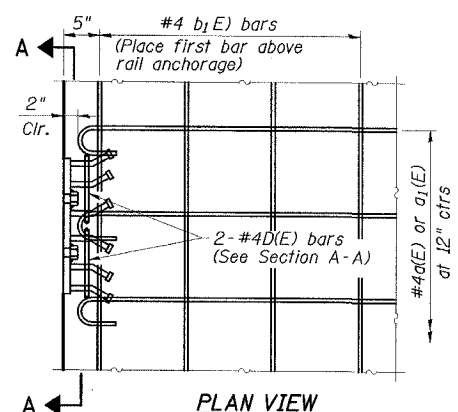 5"
#4 b1 E) bars
(Place first bar above
rail anchorage)
A
2"
Clr.
2-#4D(E) bars
(See Section A-A)
#4a(E) or a1(E)
at 12" ctrs
A
PLAN VIEW